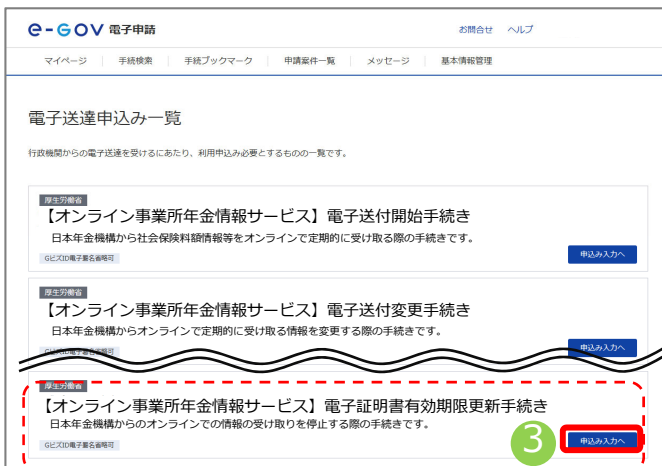 e-GOV 電子申請
お問合せ ヘルプ
マイページ 手続検索 手続ブックマーク 申請案件一覧 メッセージ 基本情報管理
電子送達申込み一覧
行政機関からの電子送達を受けるにあたり、利用申込み必要とするものの一覧です。
厚生労働省
【オンライン事業所年金情報サービス】電子送付開始手続き
日本年金機構から社会保険料額情報等をオンラインで定期的に受け取る際の手続きです。
GビズID電子署名省略可
申込み入力へ
厚生労働省
【オンライン事業所年金情報サービス】電子送付変更手続き
日本年金機構からオンラインで定期的に受け取る情報を変更する際の手続きです。
GビズID電子署名省略可
申込み入力へ
厚生労働省
【オンライン事業所年金情報サービス】電子証明書有効期限更新手続き
日本年金機構からのオンラインでの情報の受け取りを停止する際の手続きです。
GビズID電子署名省略可
3
申込み入力へ